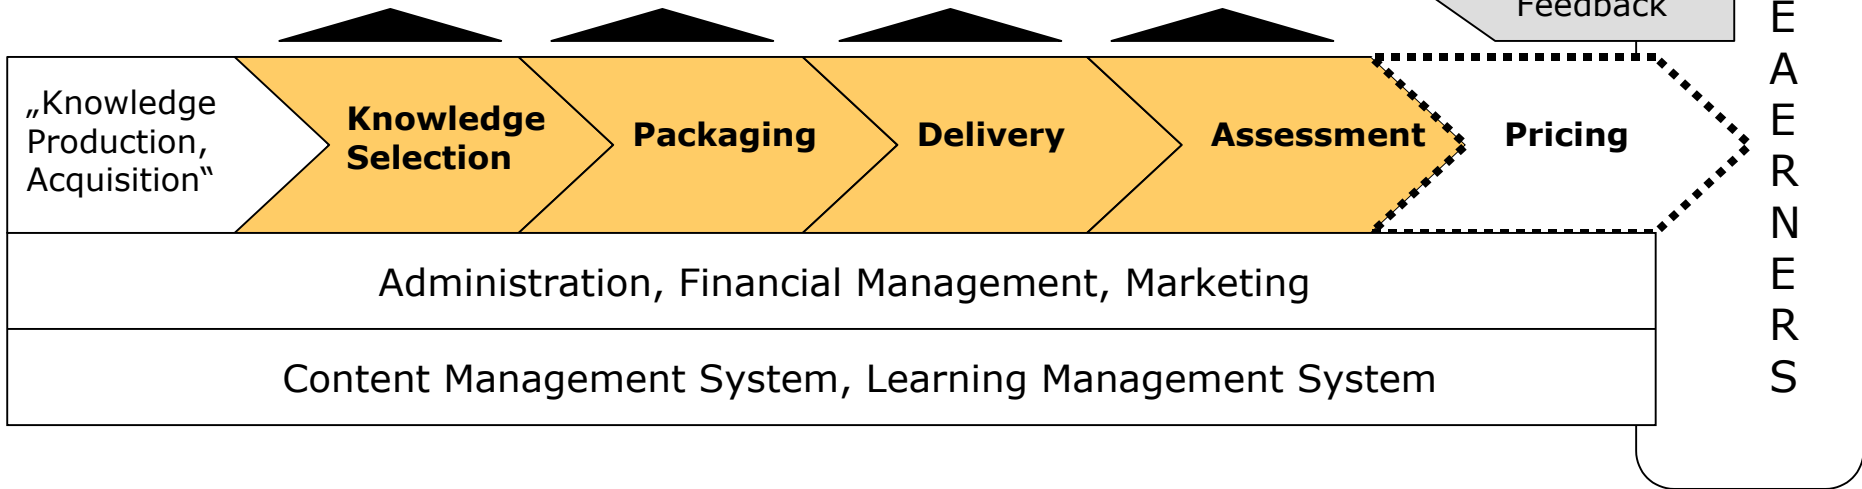 Feedback
„Knowledge
Production,
Acquisition“
Knowledge
Selection
Packaging
Delivery
Assessment
Pricing
Administration, Financial Management, Marketing
Content Management System, Learning Management System
E
A
E
R
N
E
R
S